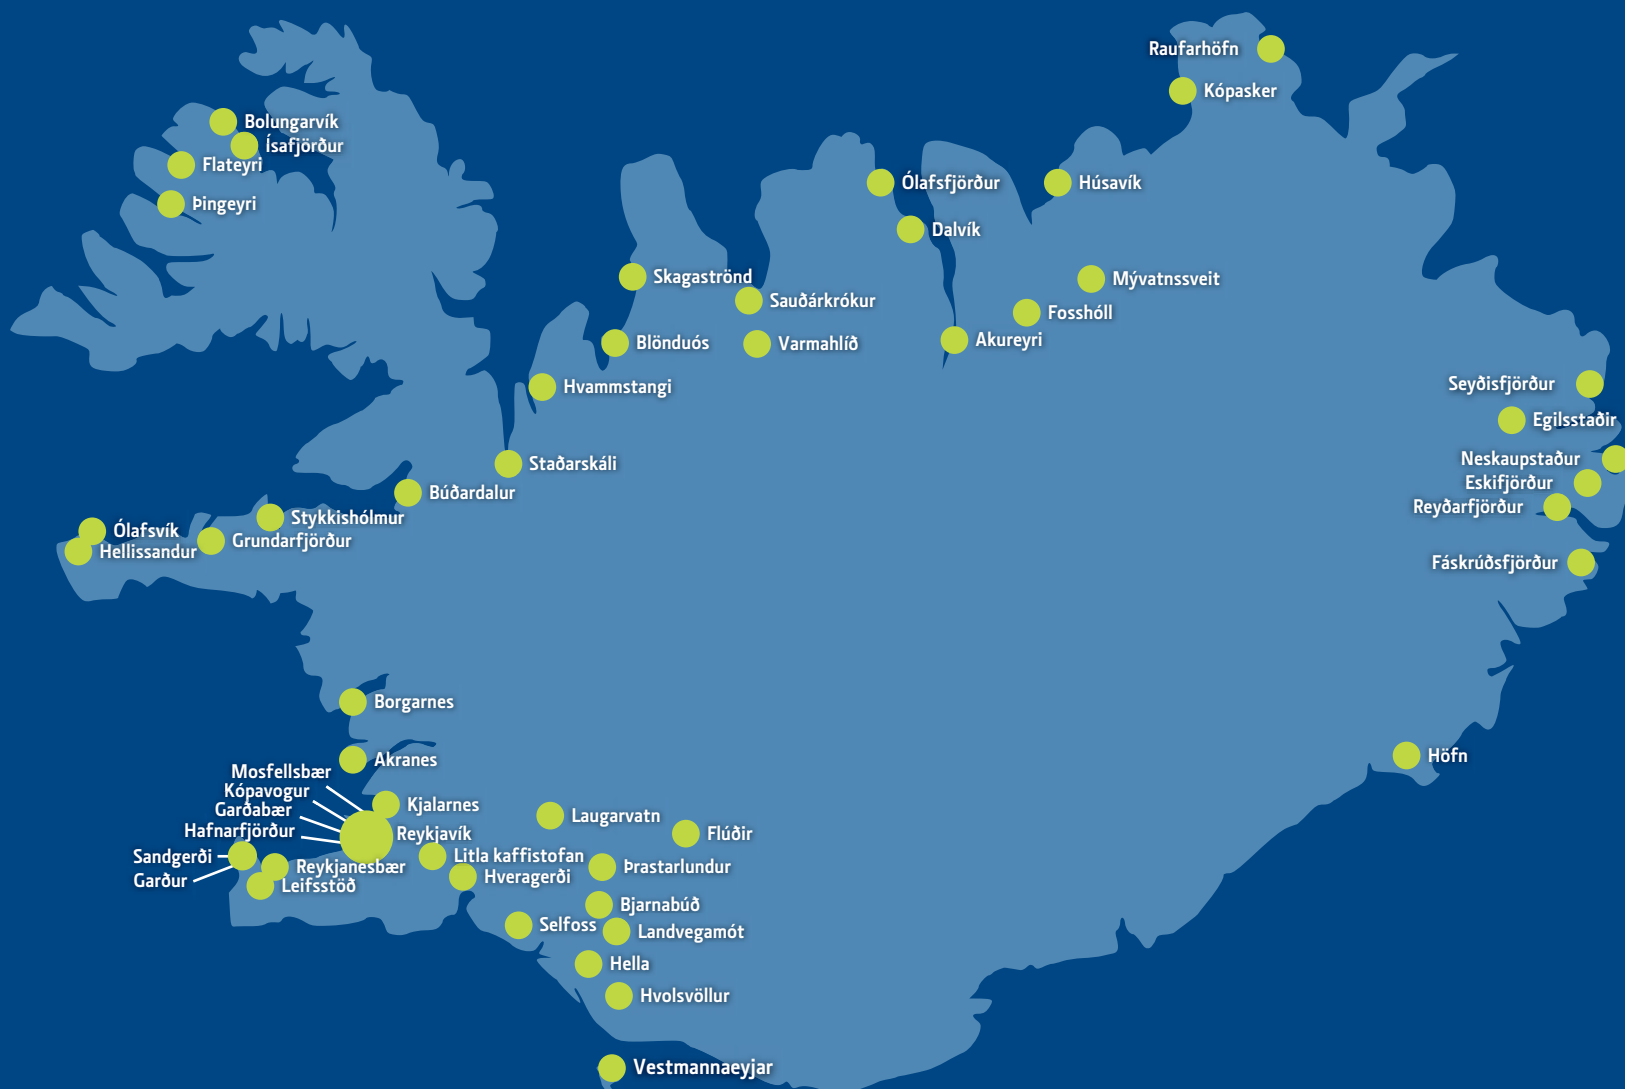 Raufarhöfn
Kópasker
Bolungarvík
Ísafjörður
Flateyri
Þingeyri
Ólafsfjörður
Húsavík
Dalvík
Skagaströnd
Mývatnssveit
Sauðárkrókur
Fosshóll
Blönduós
Varmahlíð
Akureyri
Hvammstangi
Seyðisfjörður
Egilsstaðir
Staðarskáli
Neskaupstaður
Eskifjörður
Búðardalur
Reyðarfjörður
Stykkishólmur
Ólafsvík
Grundarfjörður
Hellissandur
Fáskrúðsfjörður
Borgarnes
Höfn
Akranes
Mosfellsbær
Kópavogur
Kjalarnes
Garðabær
Laugarvatn
Hafnarfjörður
Reykjavík
Flúðir
Sandgerði
Litla kaffistofan
Reykjanesbær
Þrastarlundur
Hveragerði
Garður
Leifsstöð
Bjarnabúð
Selfoss
Landvegamót
Hella
Hvolsvöllur
Vestmannaeyjar